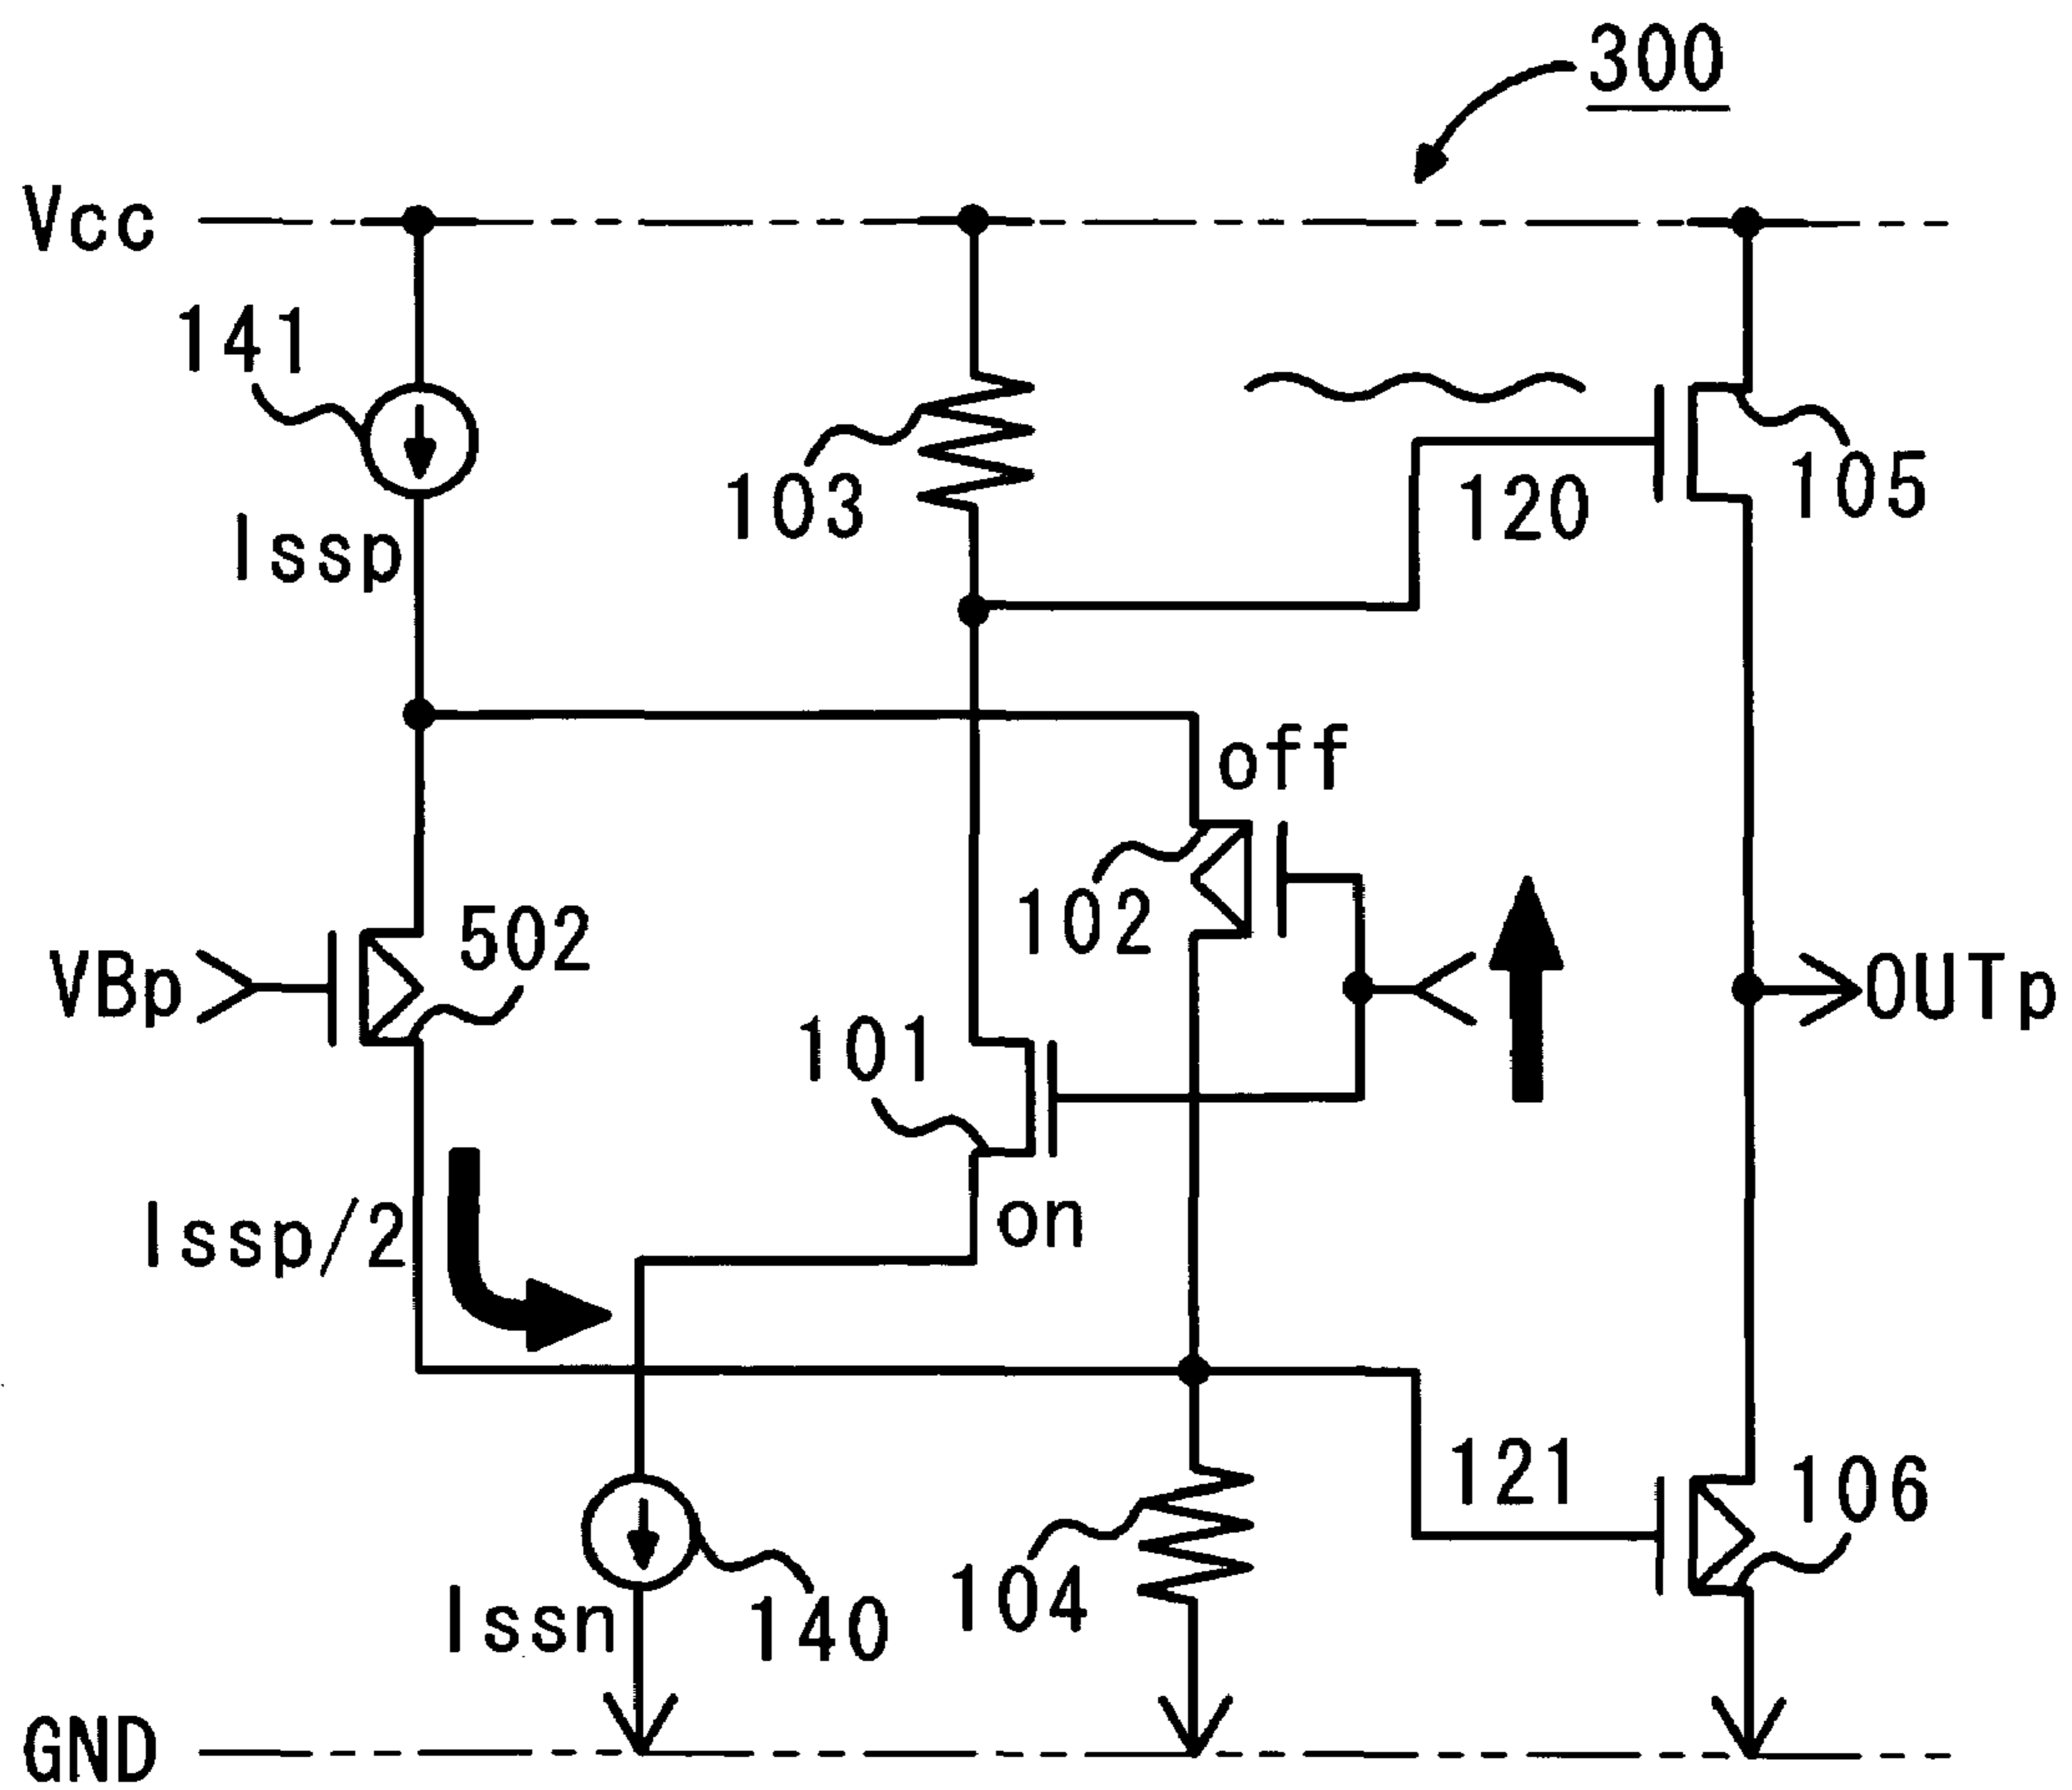 300
Vcc
141
103
120
105
Issp
off
502
102
VBp
101
OUTp
Issp/2
on
121
106
104
Issn
140
GND